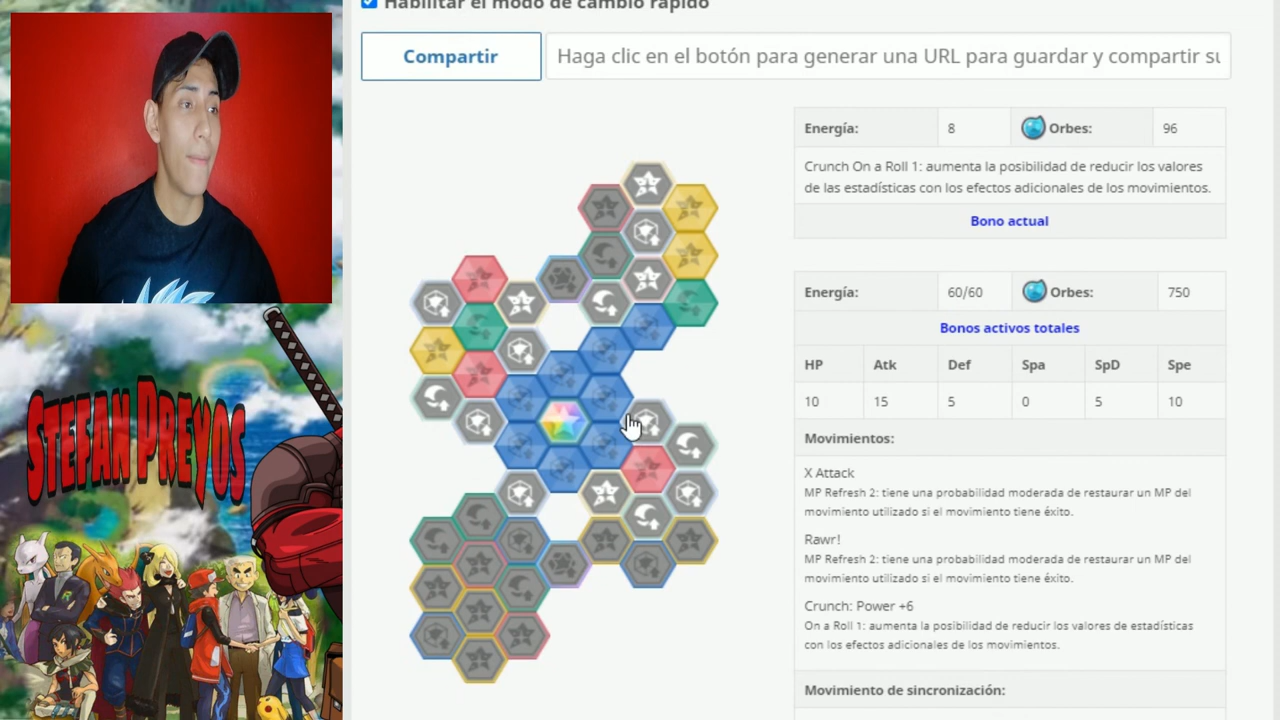 Habilitar el modo de cambio rápido
Compartir
Haga clic en el botón para generar una URL para guardar y compartir su
Energía: 8 Orbes: 96
Crunch On a Roll 1: aumenta la posibilidad de reducir los valores
de las estadísticas con los efectos adicionales de los movimientos.
Bono actual
Energía: 60/60 Orbes: 750
Bonos activos totales
HP Atk Def Spa SpD Spe
10 15 5 0 5 10
Movimientos:
X Attack
MP Refresh 2: tiene una probabilidad moderada de restaurar un MP del
movimiento utilizado si el movimiento tiene éxito.
Rawr!
MP Refresh 2: tiene una probabilidad moderada de restaurar un MP del
movimiento utilizado si el movimiento tiene éxito.
Crunch: Power +6
On a Roll 1: aumenta la posibilidad de reducir los valores de estadísticas
con los efectos adicionales de los movimientos.
Movimiento de sincronización:
STEFAN PREYOS